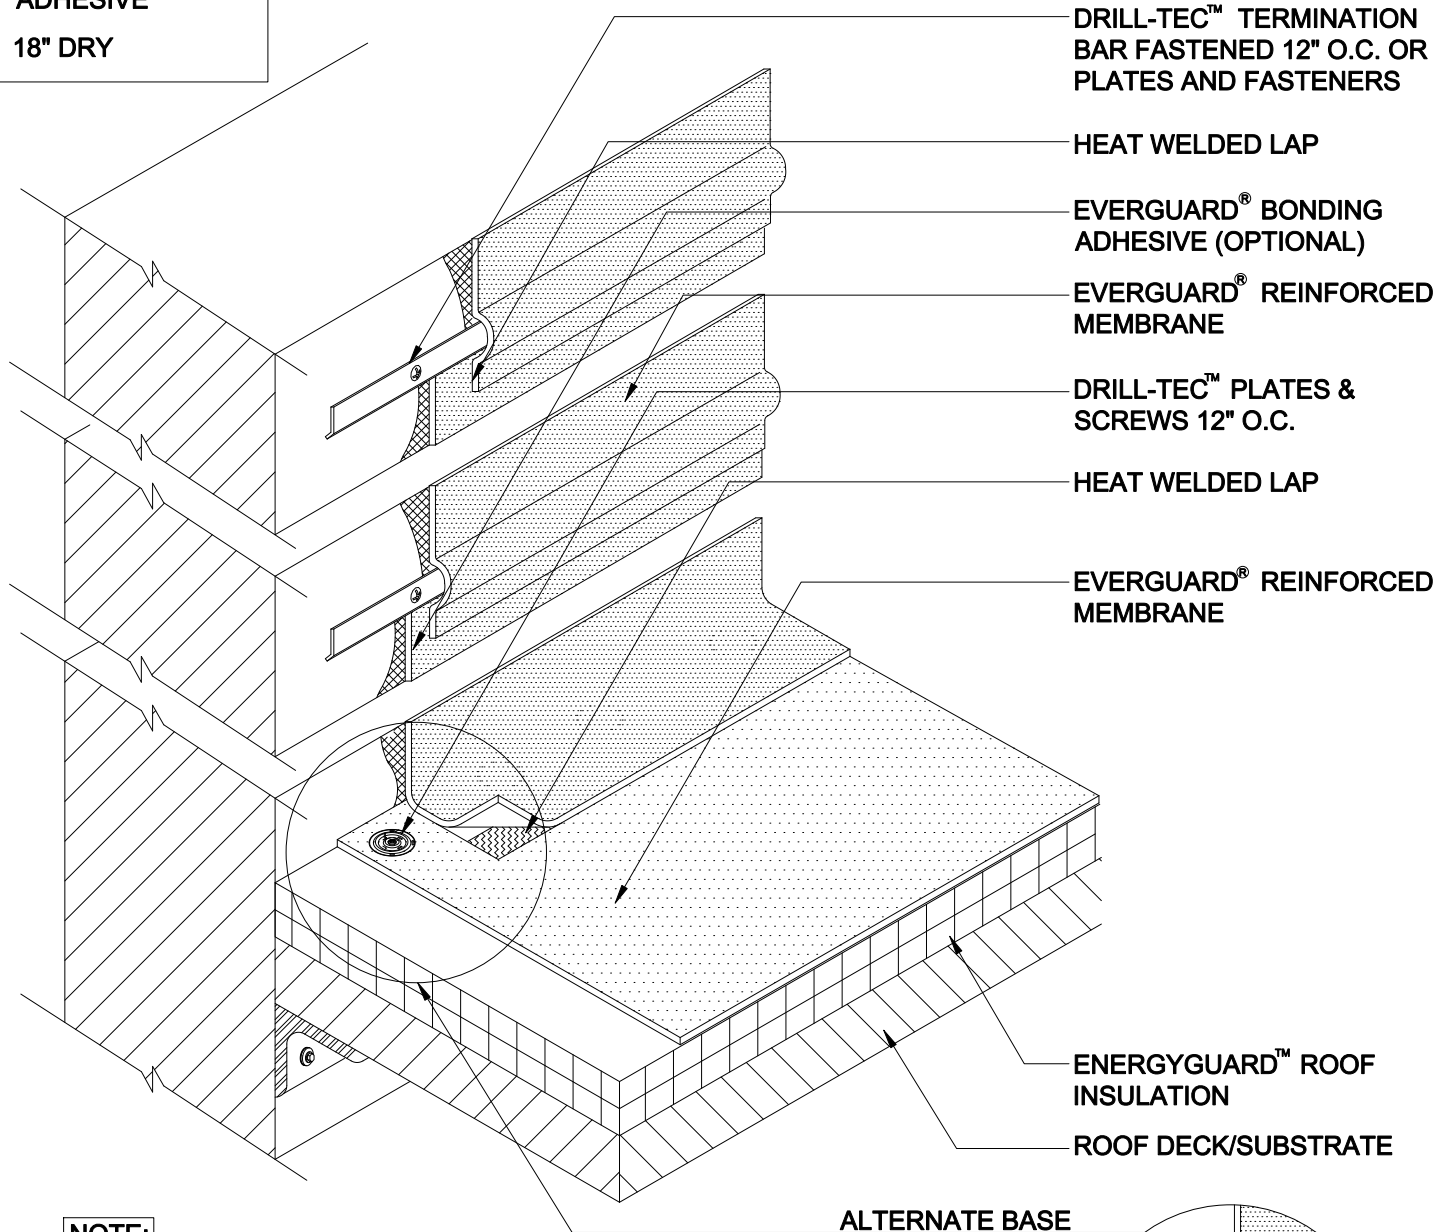 ADHESIVE
18" DRY
DRILL-TEC™ TERMINATION
BAR FASTENED 12" O.C. OR
PLATES AND FASTENERS
HEAT WELDED LAP
EVERGUARD® BONDING
ADHESIVE (OPTIONAL)
EVERGUARD® REINFORCED
MEMBRANE
DRILL-TEC™ PLATES &
SCREWS 12" O.C.
HEAT WELDED LAP
EVERGUARD® REINFORCED
MEMBRANE
ENERGYGUARD™ ROOF
INSULATION
ROOF DECK/SUBSTRATE
ALTERNATE BASE
NOTE: